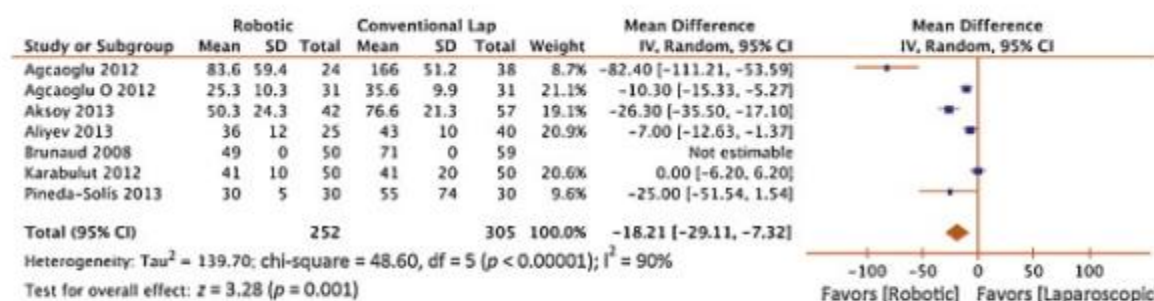 Robotic Conventional Lap Mean Difference Mean Difference
Study or Subgroup Mean SD Total Mean SD Total Weight IV, Random, 95% CI IV, Random, 95% CI
Agcaoglu 2012 83.6 59.4 24 166 51.2 38 8.7% −82.40 [−111.21, −53.59]
Agcaoglu O 2012 25.3 10.3 31 35.6 9.9 31 21.1% −10.30 [−15.33, −5.27]
Aksoy 2013 50.3 24.3 42 76.6 21.3 57 19.1% −26.30 [−35.50, −17.10]
Aliyev 2013 36 12 25 43 10 40 20.9% −7.00 [−12.63, −1.37]
Brunaud 2008 49 0 50 71 0 59 Not estimable
Karabulut 2012 41 10 50 41 20 50 20.6% 0.00 [−6.20, 6.20]
Pineda-Solís 2013 30 5 30 55 74 30 9.6% −25.00 [−51.54, 1.54]
Total (95% CI) 252 305 100.0% −18.21 [−29.11, −7.32]
Heterogeneity: Tau² = 139.70; chi-square = 48.60, df = 5 (p < 0.00001); I² = 90%
−100 −50 0 50 100
Test for overall effect: z = 3.28 (p = 0.001)
Favors [Robotic] Favors [Laparoscopic]